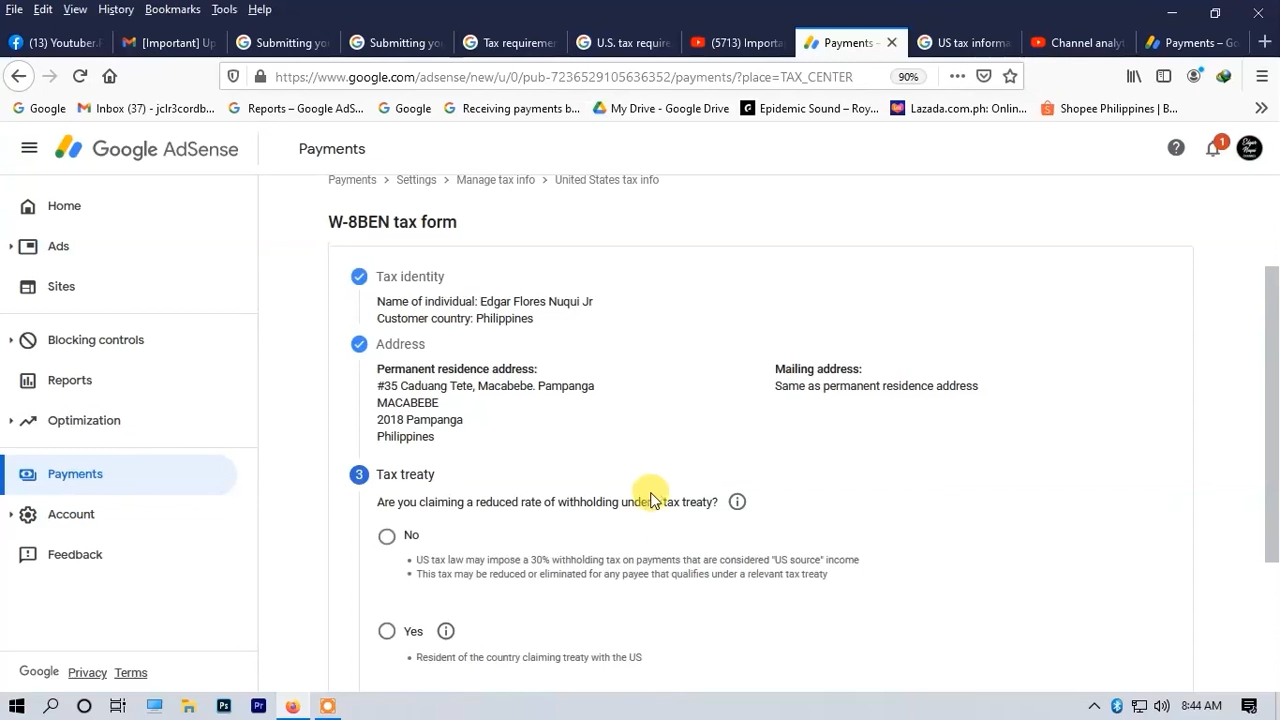 File Edit View History Bookmarks Tools Help
(13) Youtuber.
[Important] Up
Submitting you
Submitting you
Tax requireme
U.S. tax require
(5713) Importa
Payments –
US tax informa
Channel analyt
Payments – Go
https://www.google.com/adsense/new/u/0/pub-7236529105636352/payments/?place=TAX_CENTER
90%
Google
Inbox (37) - jclr3cordb...
Reports – Google AdS...
Google
Receiving payments b...
My Drive - Google Drive
Epidemic Sound – Roy...
Lazada.com.ph: Onlin...
Shopee Philippines | B...
Google AdSense
Payments
1
Edgar Nuqui
Home
Ads
Sites
Blocking controls
Reports
Optimization
Payments
Account
Feedback
Google Privacy Terms
Payments > Settings > Manage tax info > United States tax info
W-8BEN tax form
Tax identity
Name of individual: Edgar Flores Nuqui Jr
Customer country: Philippines
Address
Permanent residence address:
#35 Caduang Tete, Macabebe. Pampanga
MACABEBE
2018 Pampanga
Philippines
Mailing address:
Same as permanent residence address
3 Tax treaty
Are you claiming a reduced rate of withholding under tax treaty?
No
• US tax law may impose a 30% withholding tax on payments that are considered "US source" income
• This tax may be reduced or eliminated for any payee that qualifies under a relevant tax treaty
Yes
• Resident of the country claiming treaty with the US
Ps
Pr
8:44 AM